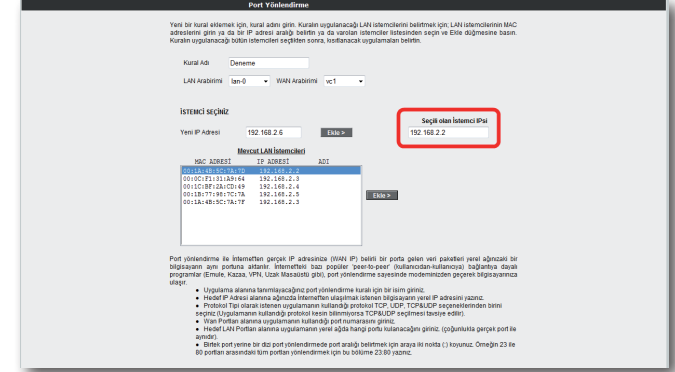 Port Yönlendirme
Yeni bir kural eklemek için, kural adını girin. Kuralın uygulanacağı LAN istemcilerini belirtmek için; LAN istemcilerinin MAC
adreslerini girin ya da bir IP adresi aralığı belirtin ya da varolan istemciler listesinden seçin ve Ekle düğmesine basın.
Kuralın uygulanacağı bütün istemcileri seçtikten sonra, kısıtlanacak uygulamaları belirtin.
Kural Adı Deneme
LAN Arabirimi lan-0 WAN Arabirimi vc1
İSTEMCİ SEÇİNİZ
Seçili olan İstemci IPsi
Yeni IP Adresi 192.168.2.6 Ekle > 192.168.2.2
Mevcut LAN İstemcileri
MAC ADRESİ IP ADRESİ ADI
00:1A:4B:5C:7A:7D 192.168.2.2
00:0C:F1:31:A9:64 192.168.2.3
00:1C:BF:2A:CD:49 192.168.2.4
00:1B:77:98:7C:7A 192.168.2.5
00:1A:4B:5C:7A:7F 192.168.2.3
Ekle >
Port yönlendirme ile İnternetten gerçek IP adresinize (WAN IP) belirli bir porta gelen veri paketleri yerel ağınızaki bir
bilgisayarın aynı portuna aktarılır. İnternetteki bazı popüler 'peer-to-peer' (kullanıcıdan-kullanıcıya) bağlantıya dayalı
programlar (Emule, Kazaa, VPN, Uzak Masaüstü gibi), port yönlendirme sayesinde modeminizden geçerek bilgisayarınıza
ulaşır.
• Uygulama alanına tanımlayacağınız port yönlendirme kuralı için bir isim giriniz.
• Hedef IP Adresi alanına ağınızda İnternetten ulaşılmak istenen bilgisayarın yerel IP adresini yazınız.
• Protokol Tipi olarak istenen uygulamanın kullandığı protokol TCP, UDP, TCP&UDP seçeneklerinden birini
seçiniz (Uygulamanın kullandığı protokol kesin bilinmiyorsa TCP&UDP seçilmesi tavsiye edilir).
• Wan Portları alanına uygulamanın kullandığı port numarasını giriniz.
• Hedef LAN Portları alanına uygulamanın yerel ağda hangi portu kulanacağını giriniz. (çoğunlukla gerçek port ile
aynıdır).
• Birtek port yerine bir dizi port yönlendirmede port aralığı belirtmek için araya iki nokta (:) koyunuz. Örneğin 23 ile
80 portları arasındaki tüm portları yönlendirmek için bu bölüme 23:80 yazınız.